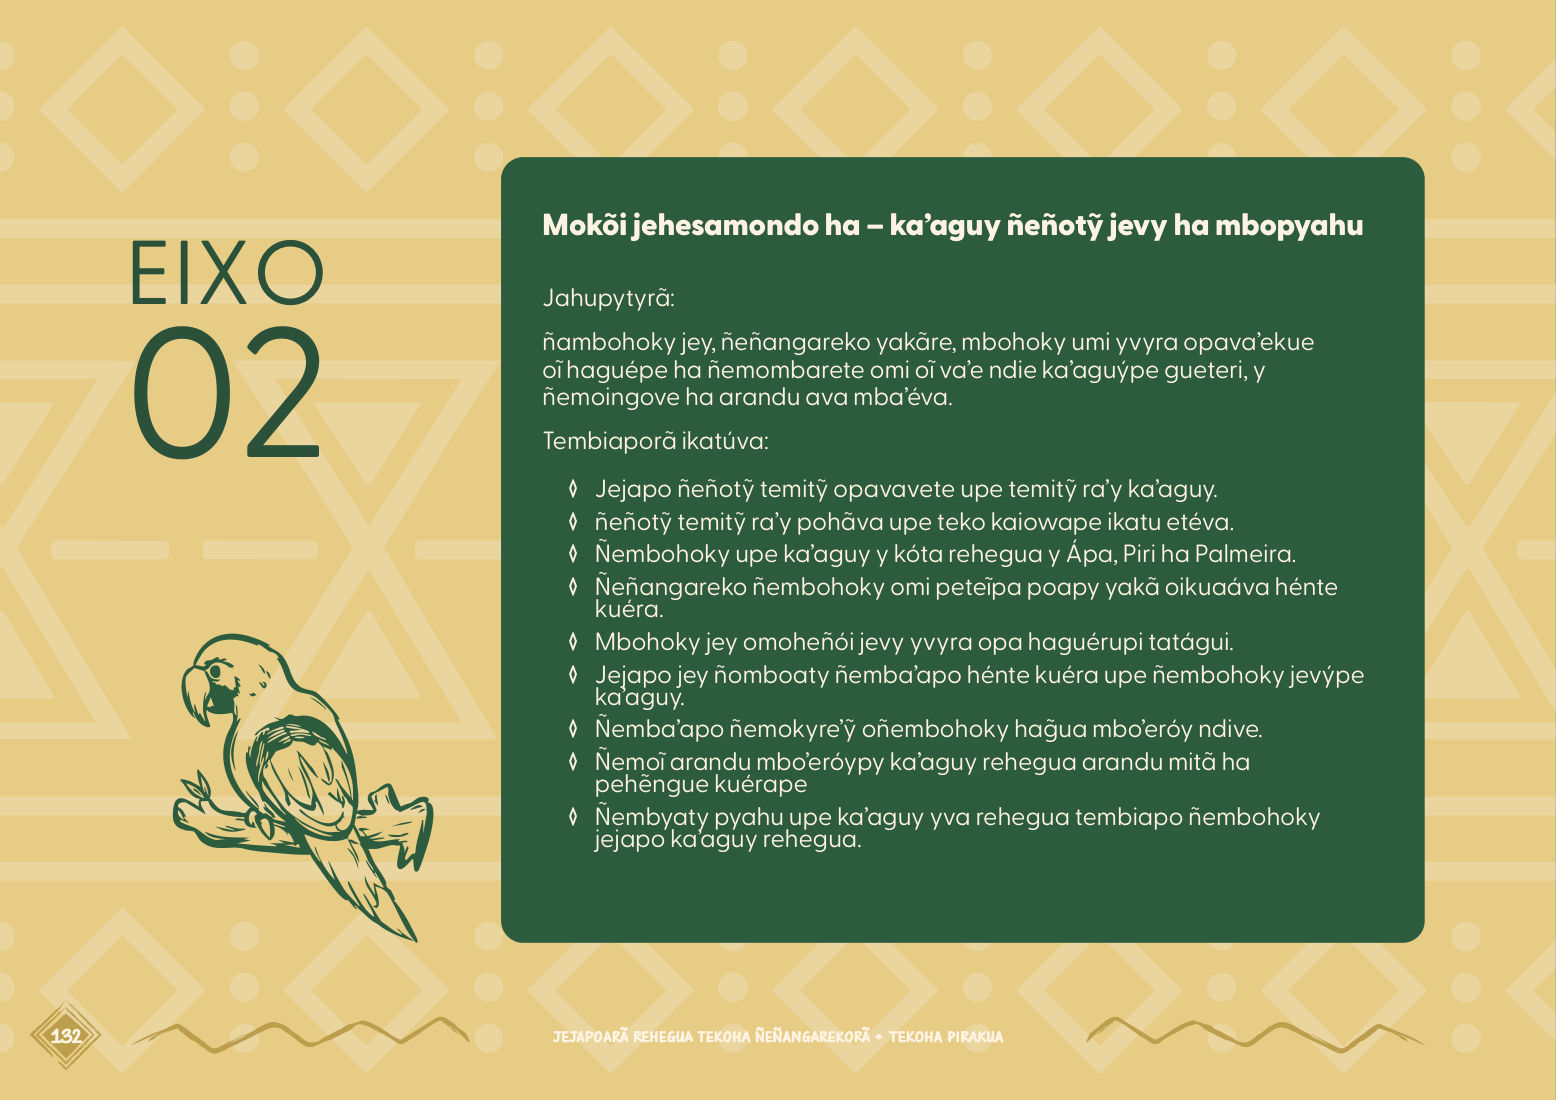 EIXO
02
Mokõi jehesamondo ha – ka’aguy ñeñotỹ jevy ha mbopyahu
Jahupytyrã:
ñambohoky jey, ñeñangareko yakãre, mbohoky umi yvyra opava’ekue
oĩ haguépe ha ñemombarete omi oĩ va’e ndie ka’aguýpe gueteri, y
ñemoingove ha arandu ava mba’éva.
Tembiaporã ikatúva:
◊ Jejapo ñeñotỹ temitỹ opavavete upe temitỹ ra’y ka’aguy.
◊ ñeñotỹ temitỹ ra’y pohãva upe teko kaiowape ikatu etéva.
◊ Ñembohoky upe ka’aguy y kóta rehegua y Ápa, Piri ha Palmeira.
◊ Ñeñangareko ñembohoky omi peteĩpa poapy yakã oikuaáva hénte
kuéra.
◊ Mbohoky jey omoheñói jevy yvyra opa haguérupi tatágui.
◊ Jejapo jey ñomboaty ñemba’apo hénte kuéra upe ñembohoky jevýpe
ka’aguy.
◊ Ñemba’apo ñemokyre’ỹ oñembohoky hag̃ua mbo’eróy ndive.
◊ Ñemoĩ arandu mbo’eróypy ka’aguy rehegua arandu mitã ha
pehẽngue kuérape
◊ Ñembyaty pyahu upe ka’aguy yva rehegua tembiapo ñembohoky
jejapo ka’aguy rehegua.
132
JEJAPOARÃ REHEGUA TEKOHA ÑEÑANGAREKORÃ • TEKOHA PIRAKUA